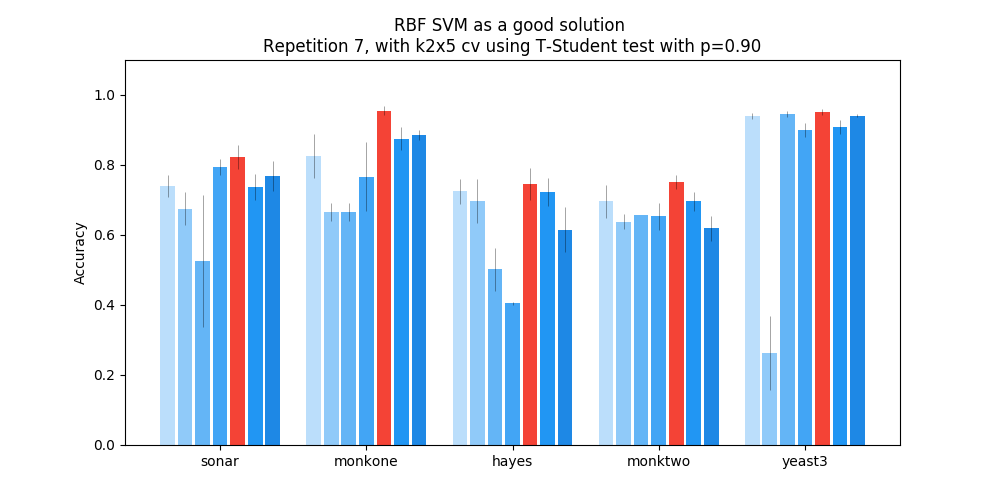 RBF SVM as a good solution
Repetition 7, with k2x5 cv using T-Student test with p=0.90
Accuracy
1.0
0.8
0.6
0.4
0.2
0.0
sonar monkone hayes monktwo yeast3